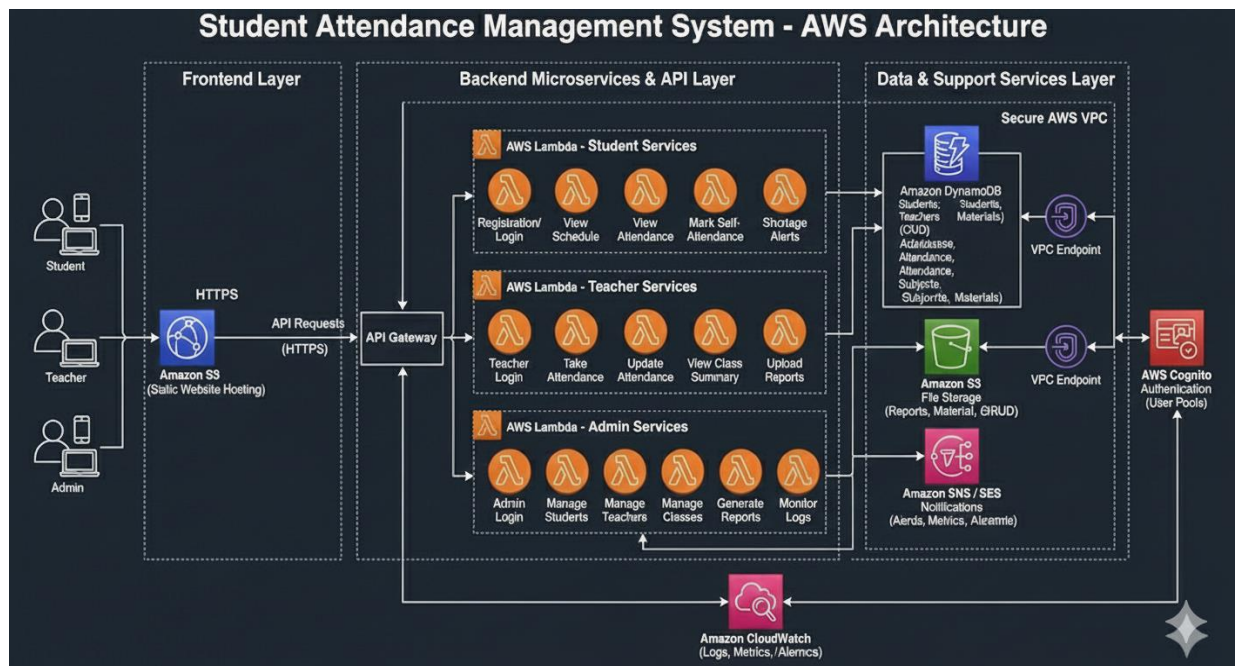 Student Attendance Management System - AWS Architecture
Frontend Layer
Backend Microservices & API Layer
Data & Support Services Layer
Secure AWS VPC
Student
Teacher
Admin
HTTPS
Amazon S3
(Static Website Hosting)
API Requests
(HTTPS)
API Gateway
AWS Lambda - Student Services
Registration/
Login
View
Schedule
View
Attendance
Mark Self-
Attendance
Shortage
Alerts
AWS Lambda - Teacher Services
Teacher
Login
Take
Attendance
Update
Attendance
View Class
Summary
Upload
Reports
AWS Lambda - Admin Services
Admin
Login
Manage
Students
Manage
Teachers
Manage
Classes
Generate
Reports
Monitor
Logs
Amazon DynamoDB
Students,
Teachers Materials)
Attendance,
Attendance,
Materials)
VPC Endpoint
Amazon S3
File Storage
(Reports, Material,
VPC Endpoint
Amazon SNS / SES
Notifications
Metrics,
AWS Cognito
Authenication
(User Pools)
Amazon CloudWatch
(Logs, Metrics,